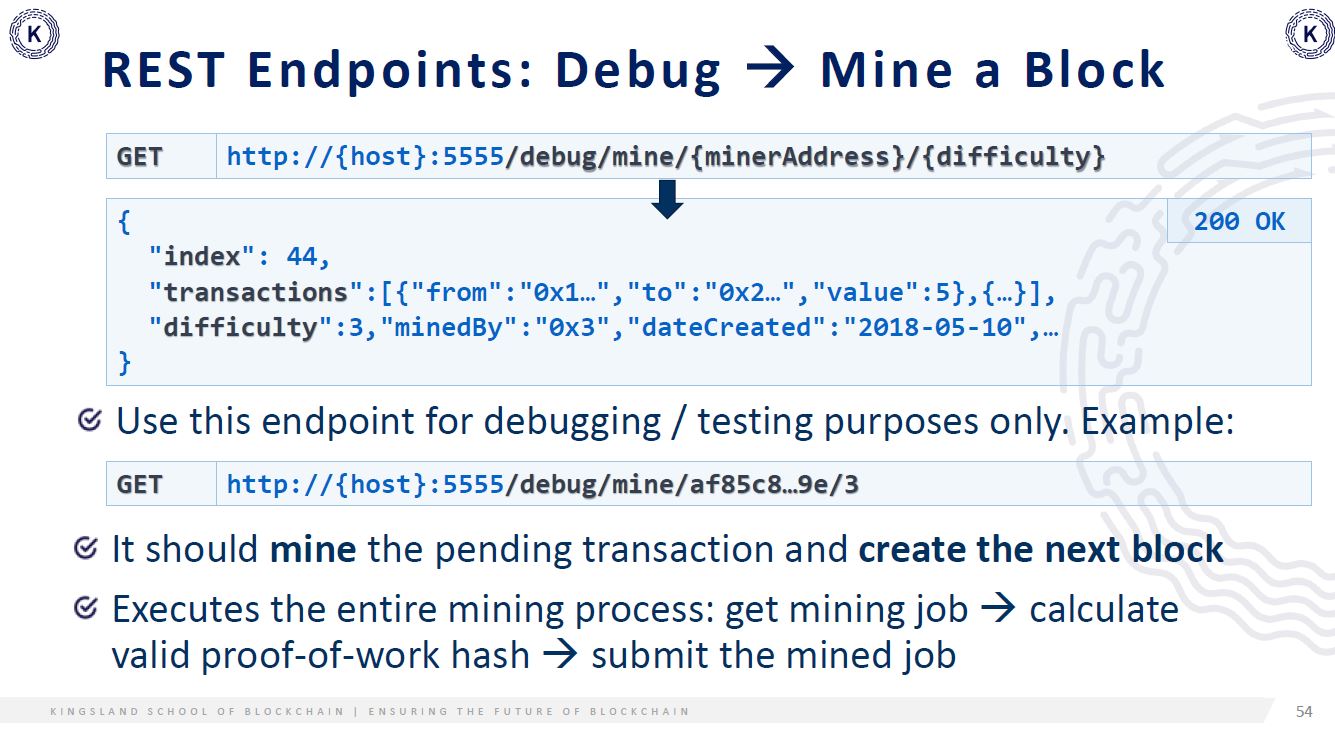 K
K
REST Endpoints: Debug → Mine a Block
GET http://{host}:5555/debug/mine/{minerAddress}/{difficulty}
200 OK
{
"index": 44,
"transactions":[{"from":"0x1…","to":"0x2…","value":5},{…}],
"difficulty":3,"minedBy":"0x3","dateCreated":"2018-05-10",…
}
Use this endpoint for debugging / testing purposes only. Example:
GET http://{host}:5555/debug/mine/af85c8…9e/3
It should mine the pending transaction and create the next block
Executes the entire mining process: get mining job → calculate
valid proof-of-work hash → submit the mined job
KINGSLAND SCHOOL OF BLOCKCHAIN | ENSURING THE FUTURE OF BLOCKCHAIN
54